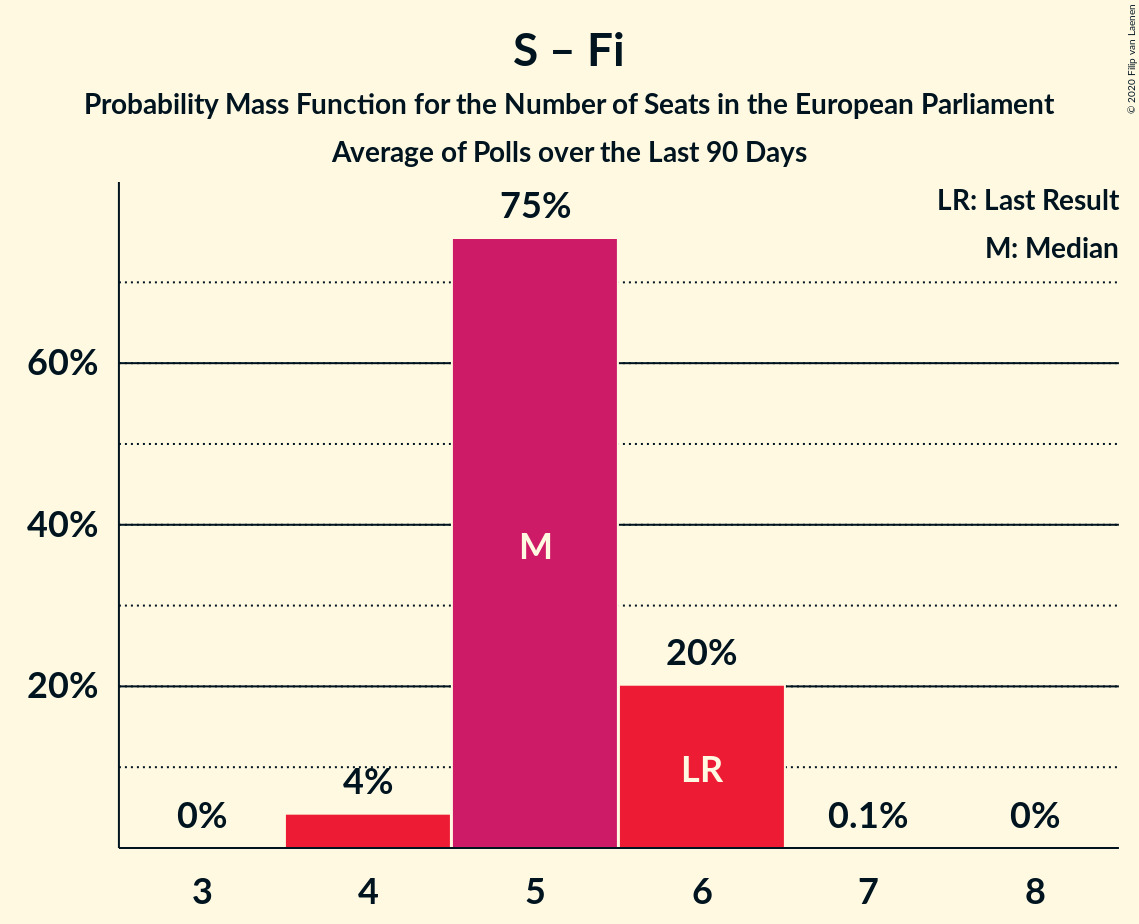 S – Fi
Probability Mass Function for the Number of Seats in the European Parliament
Average of Polls over the Last 90 Days
© 2020 Filip van Laenen
LR: Last Result
M: Median
75%
60%
40%
20%
M
20%
LR
0%
4%
0.1%
0%
3 4 5 6 7 8